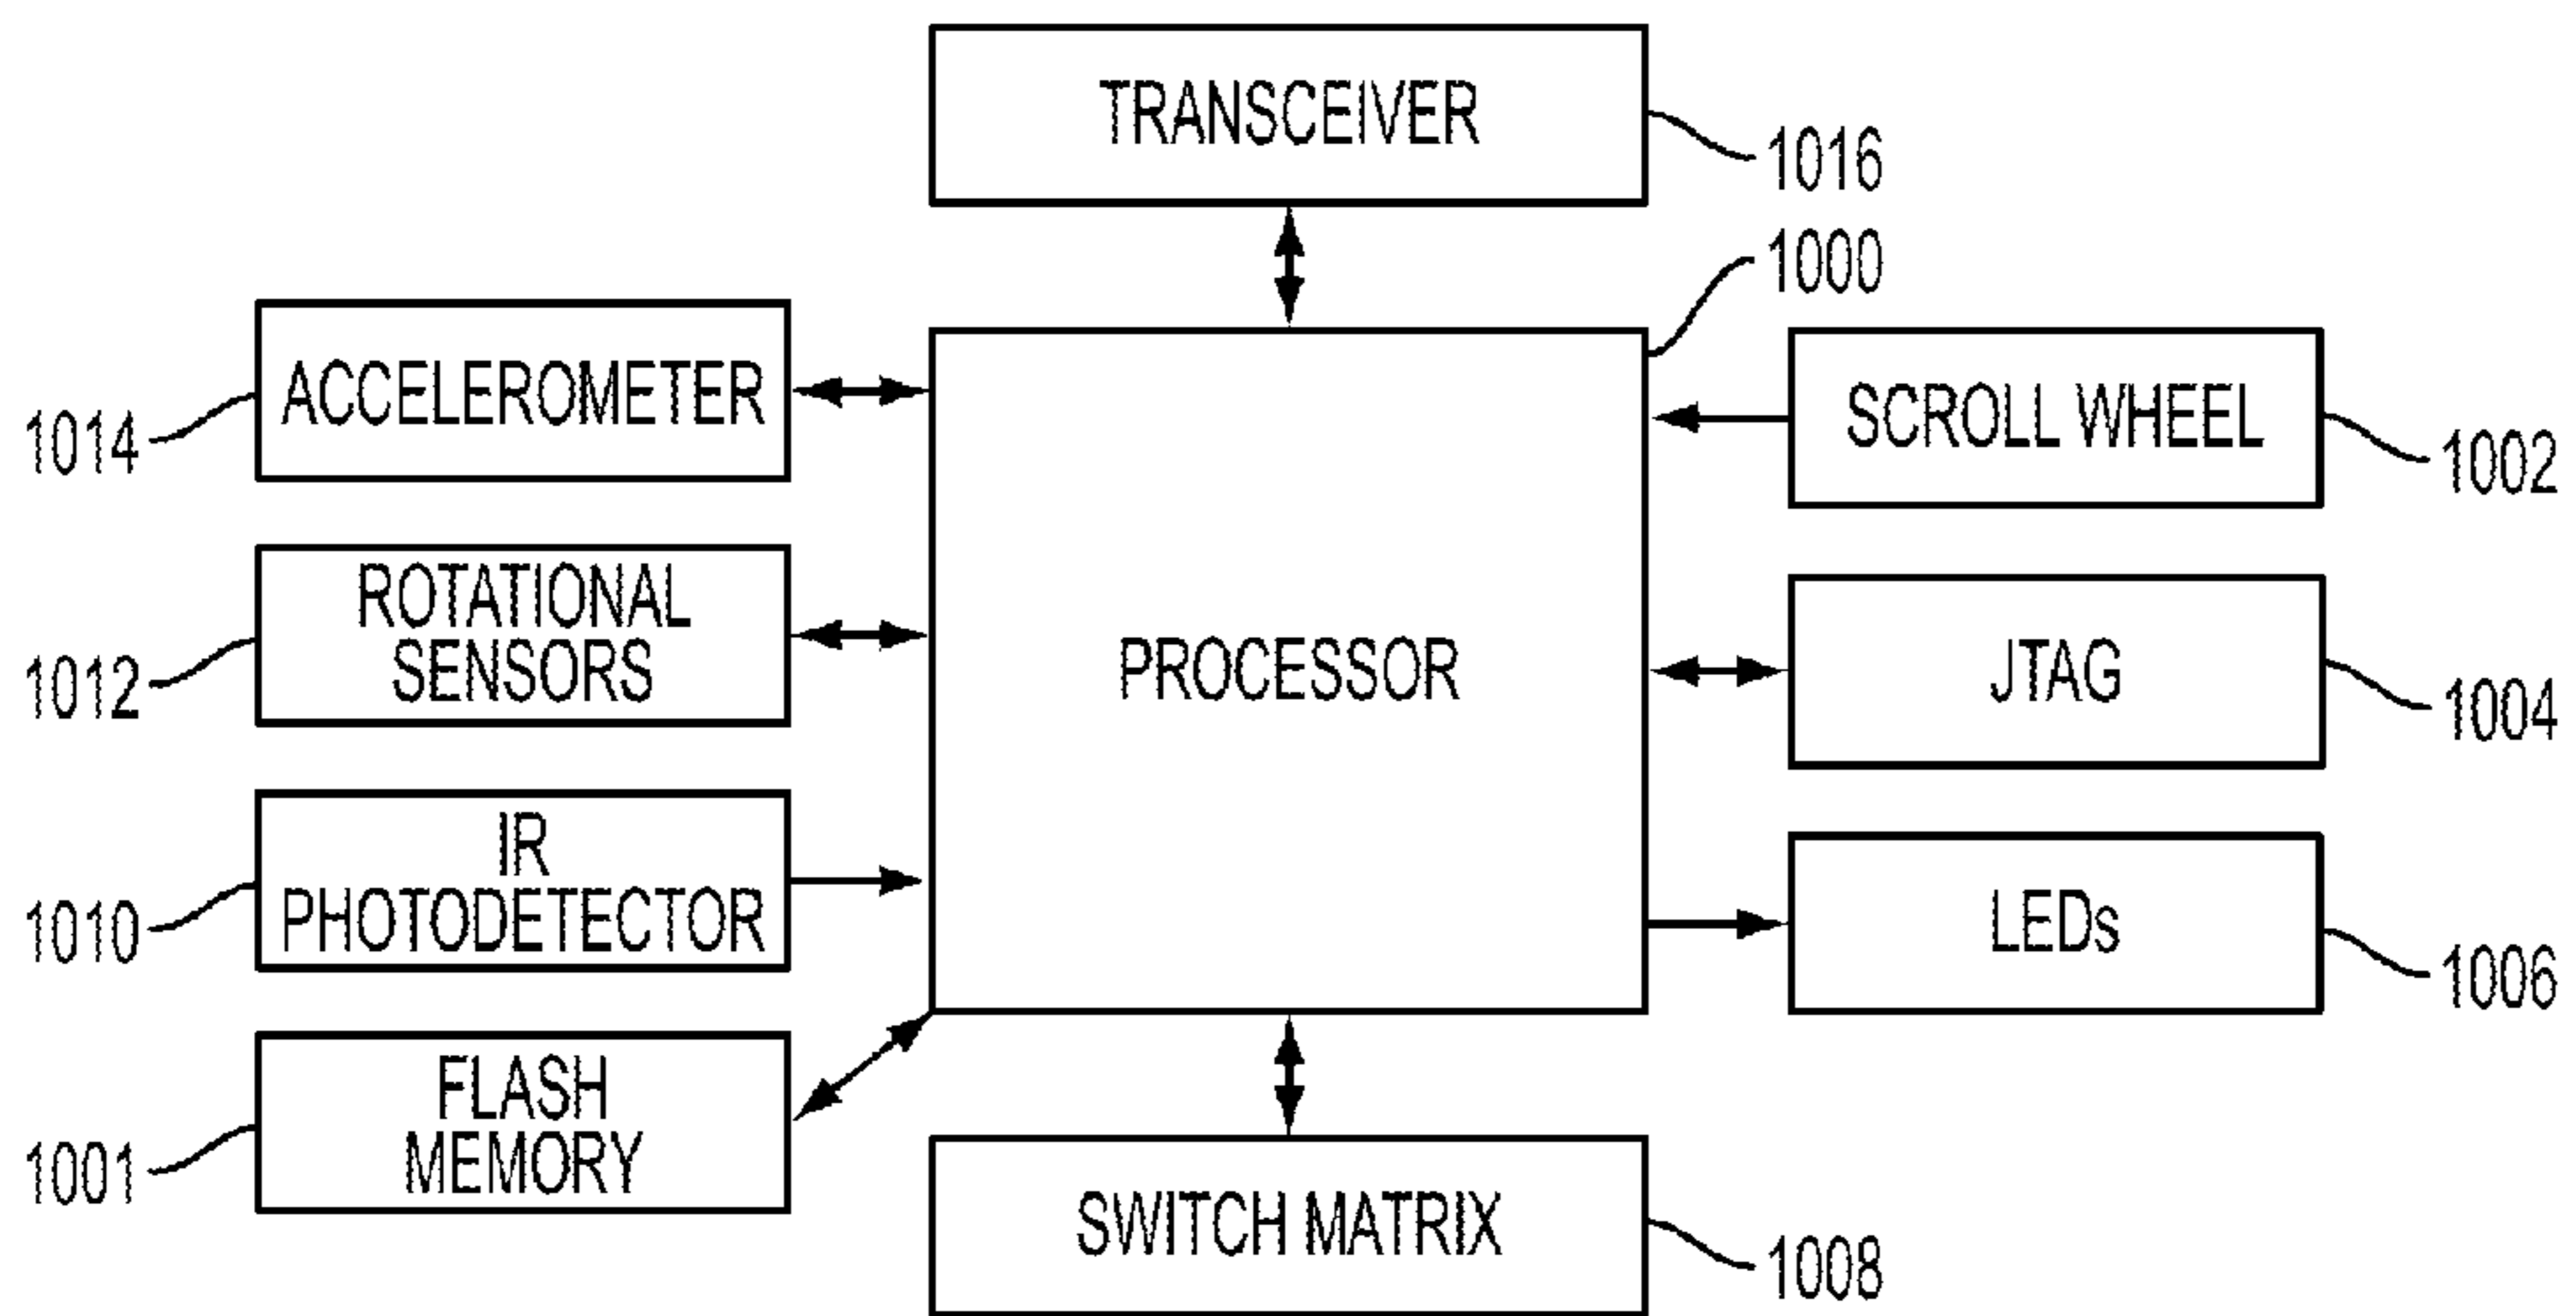 TRANSCEIVER
1016
1000
ACCELEROMETER
1014
SCROLL WHEEL
1002
ROTATIONAL
SENSORS
1012
PROCESSOR
JTAG
1004
IR
PHOTODETECTOR
1010
LEDs
1006
FLASH
MEMORY
1001
SWITCH MATRIX
1008